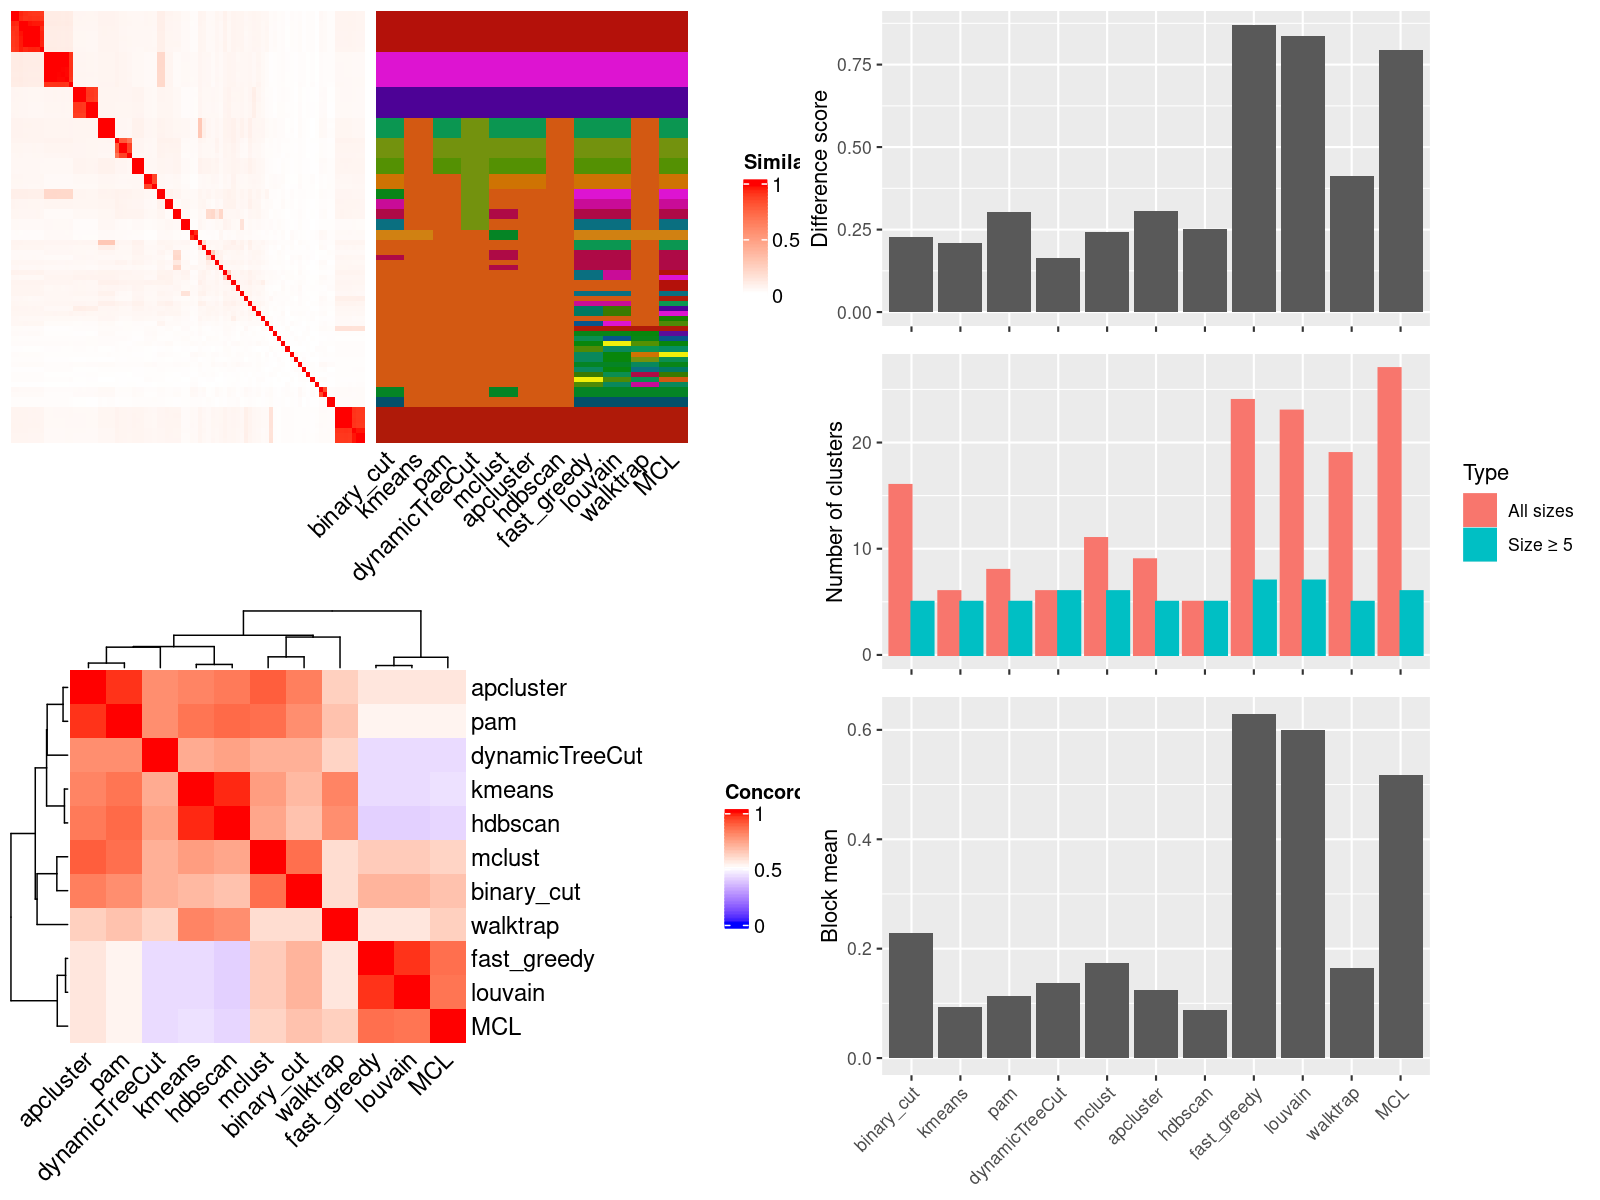 Simila
1
0.5
0
binary_cut
kmeans
pam
dynamicTreeCut
mclust
apcluster
hdbscan
fast_greedy
louvain
walktrap
MCL
apcluster
pam
dynamicTreeCut
kmeans
hdbscan
mclust
binary_cut
walktrap
fast_greedy
louvain
MCL
Concord
1
0.5
0
apcluster
pam
dynamicTreeCut
kmeans
hdbscan
mclust
binary_cut
walktrap
fast_greedy
louvain
MCL
Difference score
0.75
0.50
0.25
0.00
Number of clusters
20
10
0
Type
All sizes
Size ≥ 5
Block mean
0.6
0.4
0.2
0.0
binary_cut
kmeans
pam
dynamicTreeCut
mclust
apcluster
hdbscan
fast_greedy
louvain
walktrap
MCL